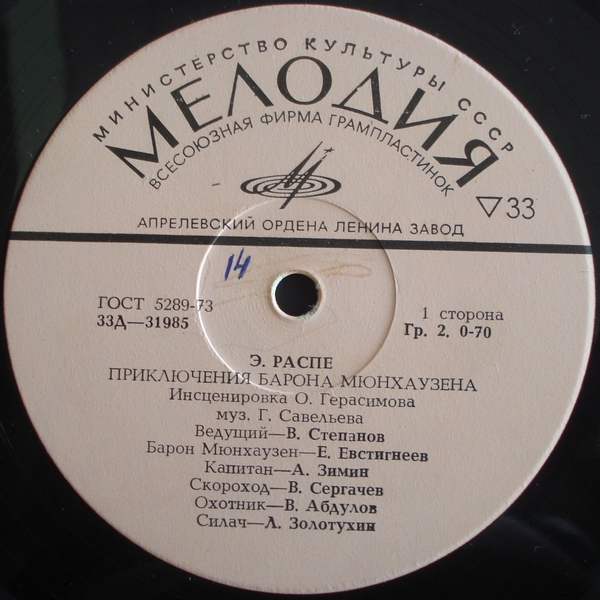 МИНИСТЕРСТВО КУЛЬТУРЫ СССР
МЕЛОДИЯ
ВСЕСОЮЗНАЯ ФИРМА ГРАМПЛАСТИНОК
▽33
АПРЕЛЕВСКИЙ ОРДЕНА ЛЕНИНА ЗАВОД
14
ГОСТ 5289-73
33Д—31985
1 сторона
Гр. 2. 0-70
Э. РАСПЕ
ПРИКЛЮЧЕНИЯ БАРОНА МЮНХАУЗЕНА
Инсценировка О. Герасимова
муз. Г. Савельева
Ведущий—В. Степанов
Барон Мюнхаузен—Е. Евстигнеев
Капитан—А. Зимин
Скороход—В. Сергачев
Охотник—В. Абдулов
Силач—Л. Золотухин